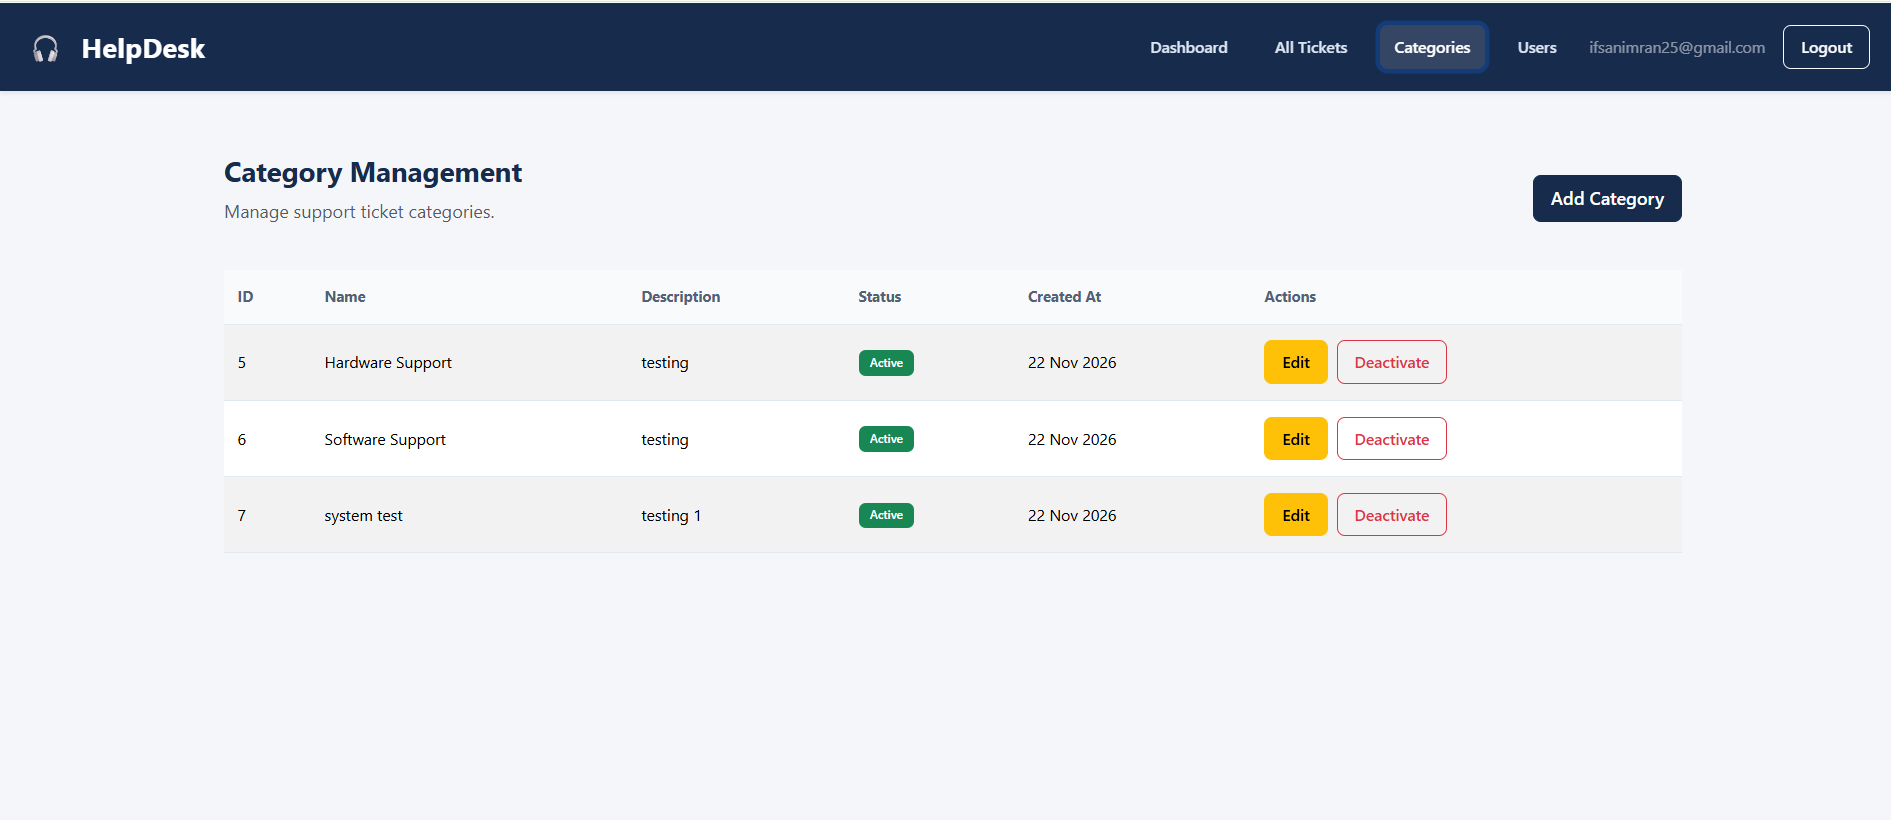 HelpDesk Dashboard All Tickets Categories Users ifsanimran25@gmail.com Logout
Category Management
Manage support ticket categories.
Add Category
ID Name Description Status Created At Actions
5 Hardware Support testing Active 22 Nov 2026 Edit Deactivate
6 Software Support testing Active 22 Nov 2026 Edit Deactivate
7 system test testing 1 Active 22 Nov 2026 Edit Deactivate